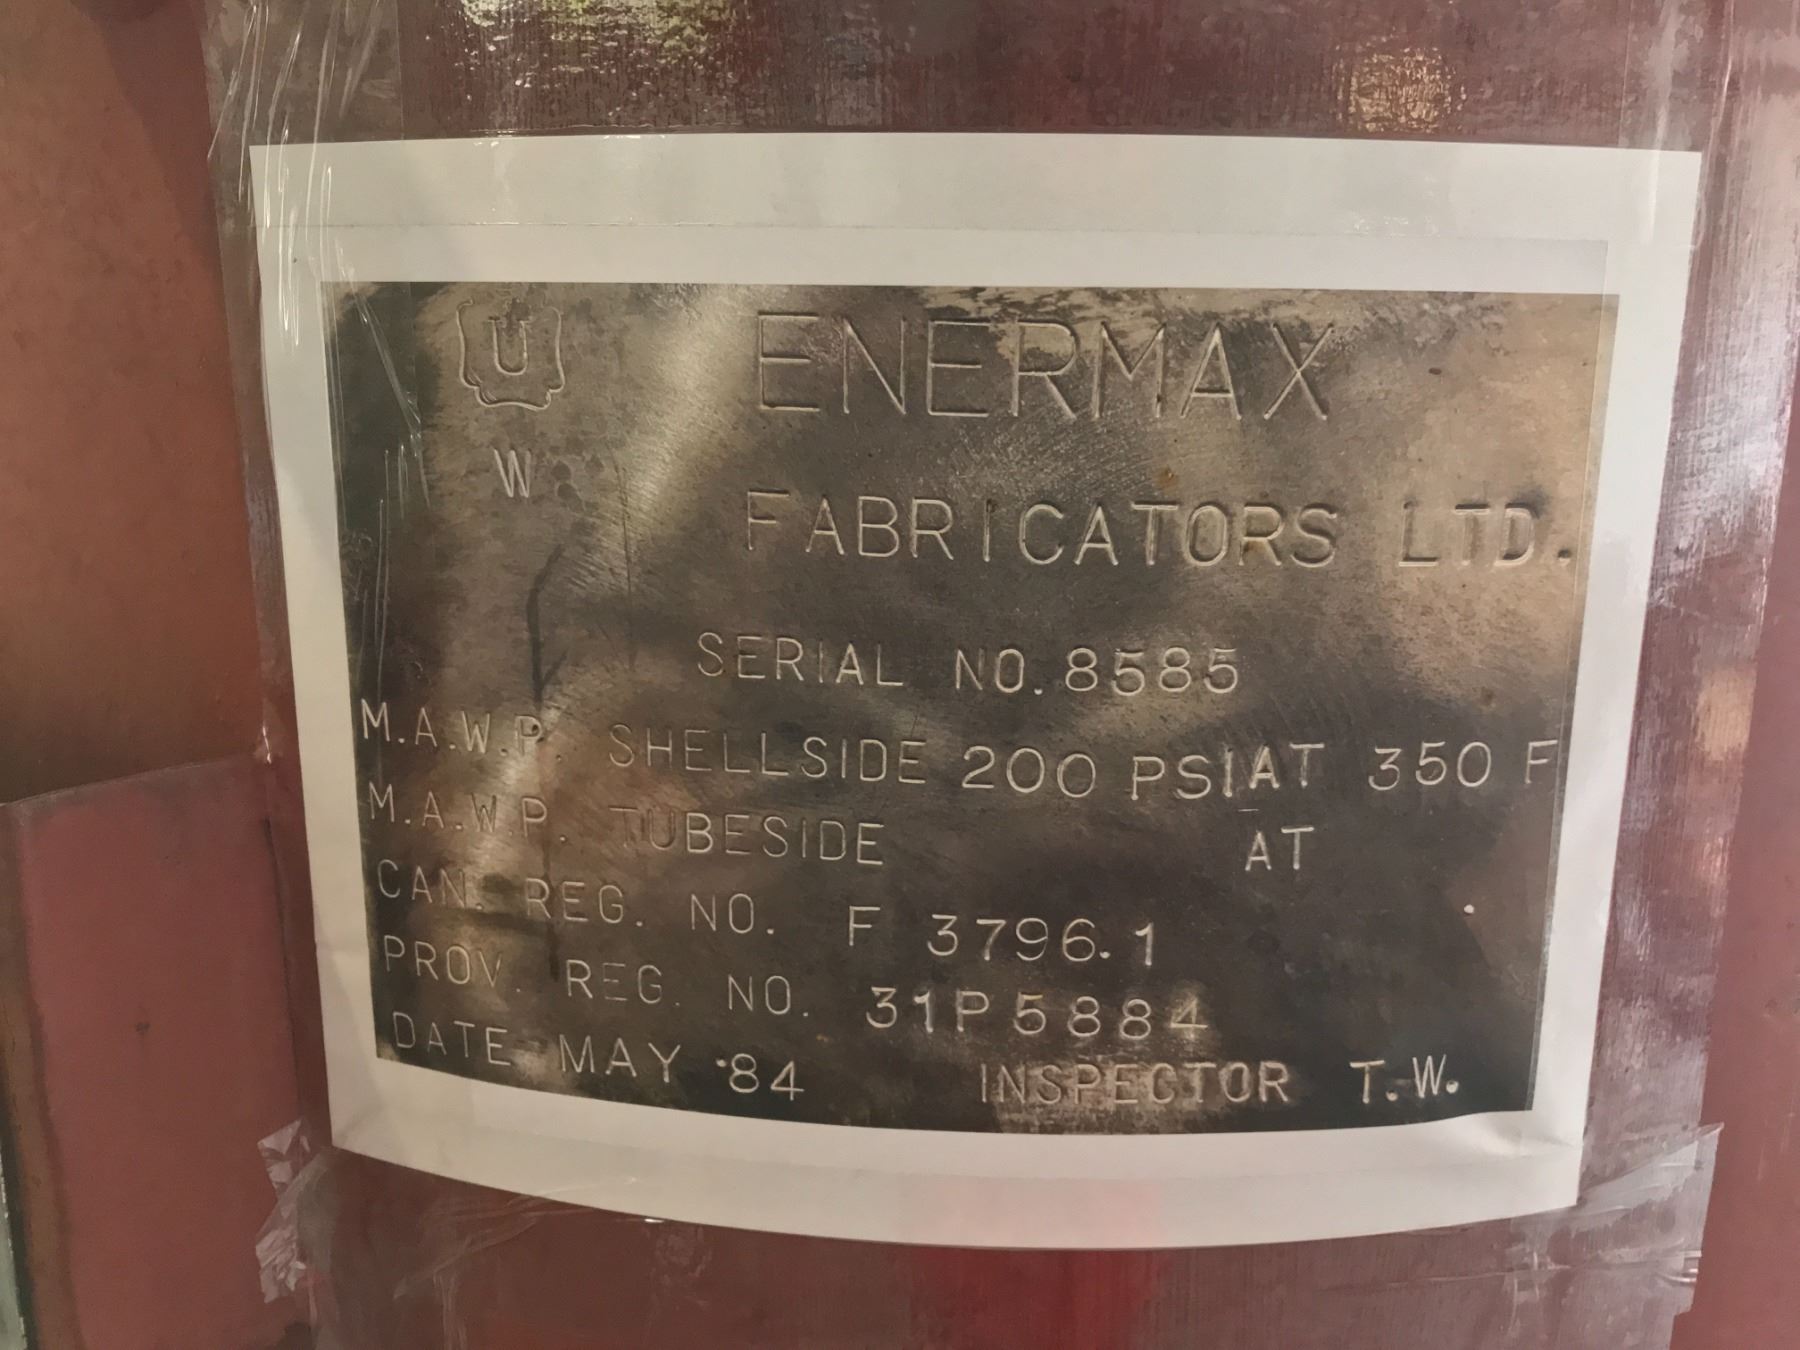 U
ENERMAX
W
FABRICATORS LTD.
SERIAL NO. 8585
M.A.W.P. SHELLSIDE 200 PSI AT 350 F
M.A.W.P. TUBESIDE AT
CAN. REG. NO. F 3796.1
PROV. REG. NO. 31P5884
DATE MAY '84 INSPECTOR T.W.